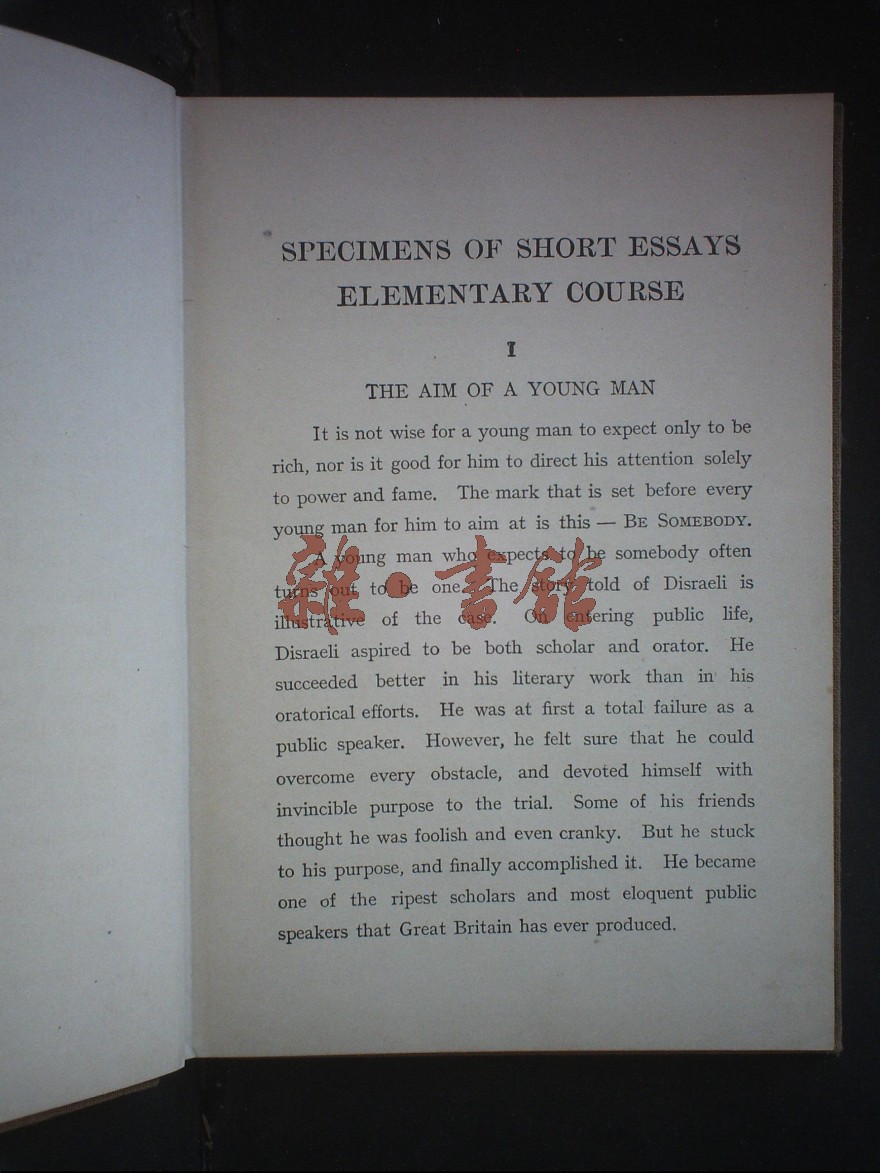 SPECIMENS OF SHORT ESSAYS
ELEMENTARY COURSE
I
THE AIM OF A YOUNG MAN
It is not wise for a young man to expect only to be
rich, nor is it good for him to direct his attention solely
to power and fame. The mark that is set before every
young man for him to aim at is this — BE SOMEBODY.
A young man who expects to be somebody often
turns out to be one. The story told of Disraeli is
illustrative of the case. On entering public life,
雜·書館
Disraeli aspired to be both scholar and orator. He
succeeded better in his literary work than in his
oratorical efforts. He was at first a total failure as a
public speaker. However, he felt sure that he could
overcome every obstacle, and devoted himself with
invincible purpose to the trial. Some of his friends
thought he was foolish and even cranky. But he stuck
to his purpose, and finally accomplished it. He became
one of the ripest scholars and most eloquent public
speakers that Great Britain has ever produced.